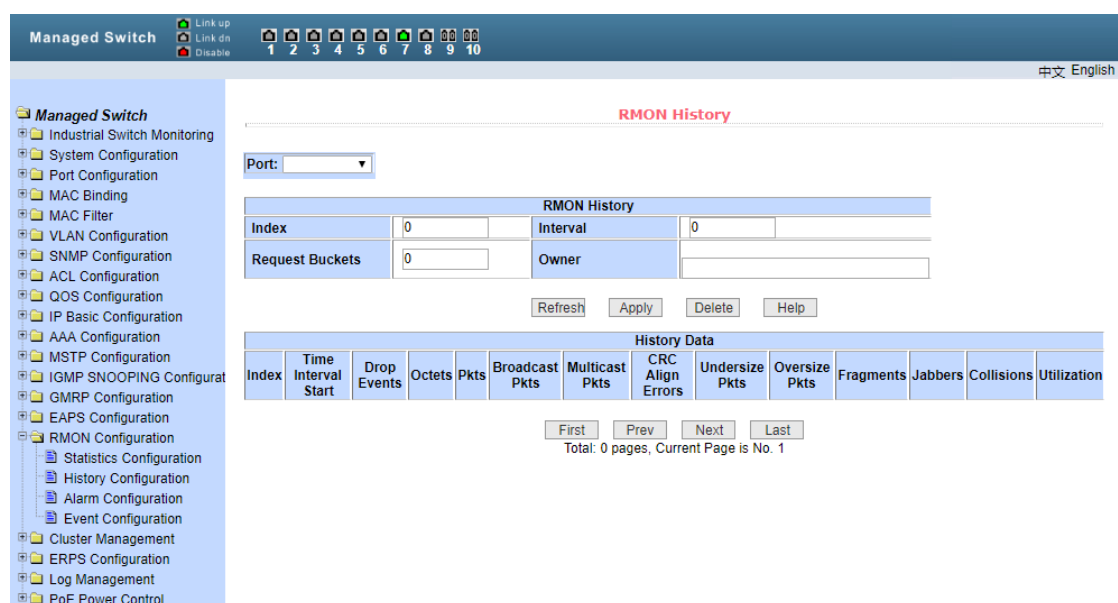 Managed Switch
Link up
Link dn
Disable
1 2 3 4 5 6 7 8 9 10
中文 English
Managed Switch
Industrial Switch Monitoring
System Configuration
Port Configuration
MAC Binding
MAC Filter
VLAN Configuration
SNMP Configuration
ACL Configuration
QOS Configuration
IP Basic Configuration
AAA Configuration
MSTP Configuration
IGMP SNOOPING Configurat
GMRP Configuration
EAPS Configuration
RMON Configuration
Statistics Configuration
History Configuration
Alarm Configuration
Event Configuration
Cluster Management
ERPS Configuration
Log Management
PoE Power Control
RMON History
Port:
RMON History
Index 0 Interval 0
Request Buckets 0 Owner
Refresh Apply Delete Help
History Data
Index Time Interval Start Drop Events Octets Pkts Broadcast Pkts Multicast Pkts CRC Align Errors Undersize Pkts Oversize Pkts Fragments Jabbers Collisions Utilization
First Prev Next Last
Total: 0 pages, Current Page is No. 1